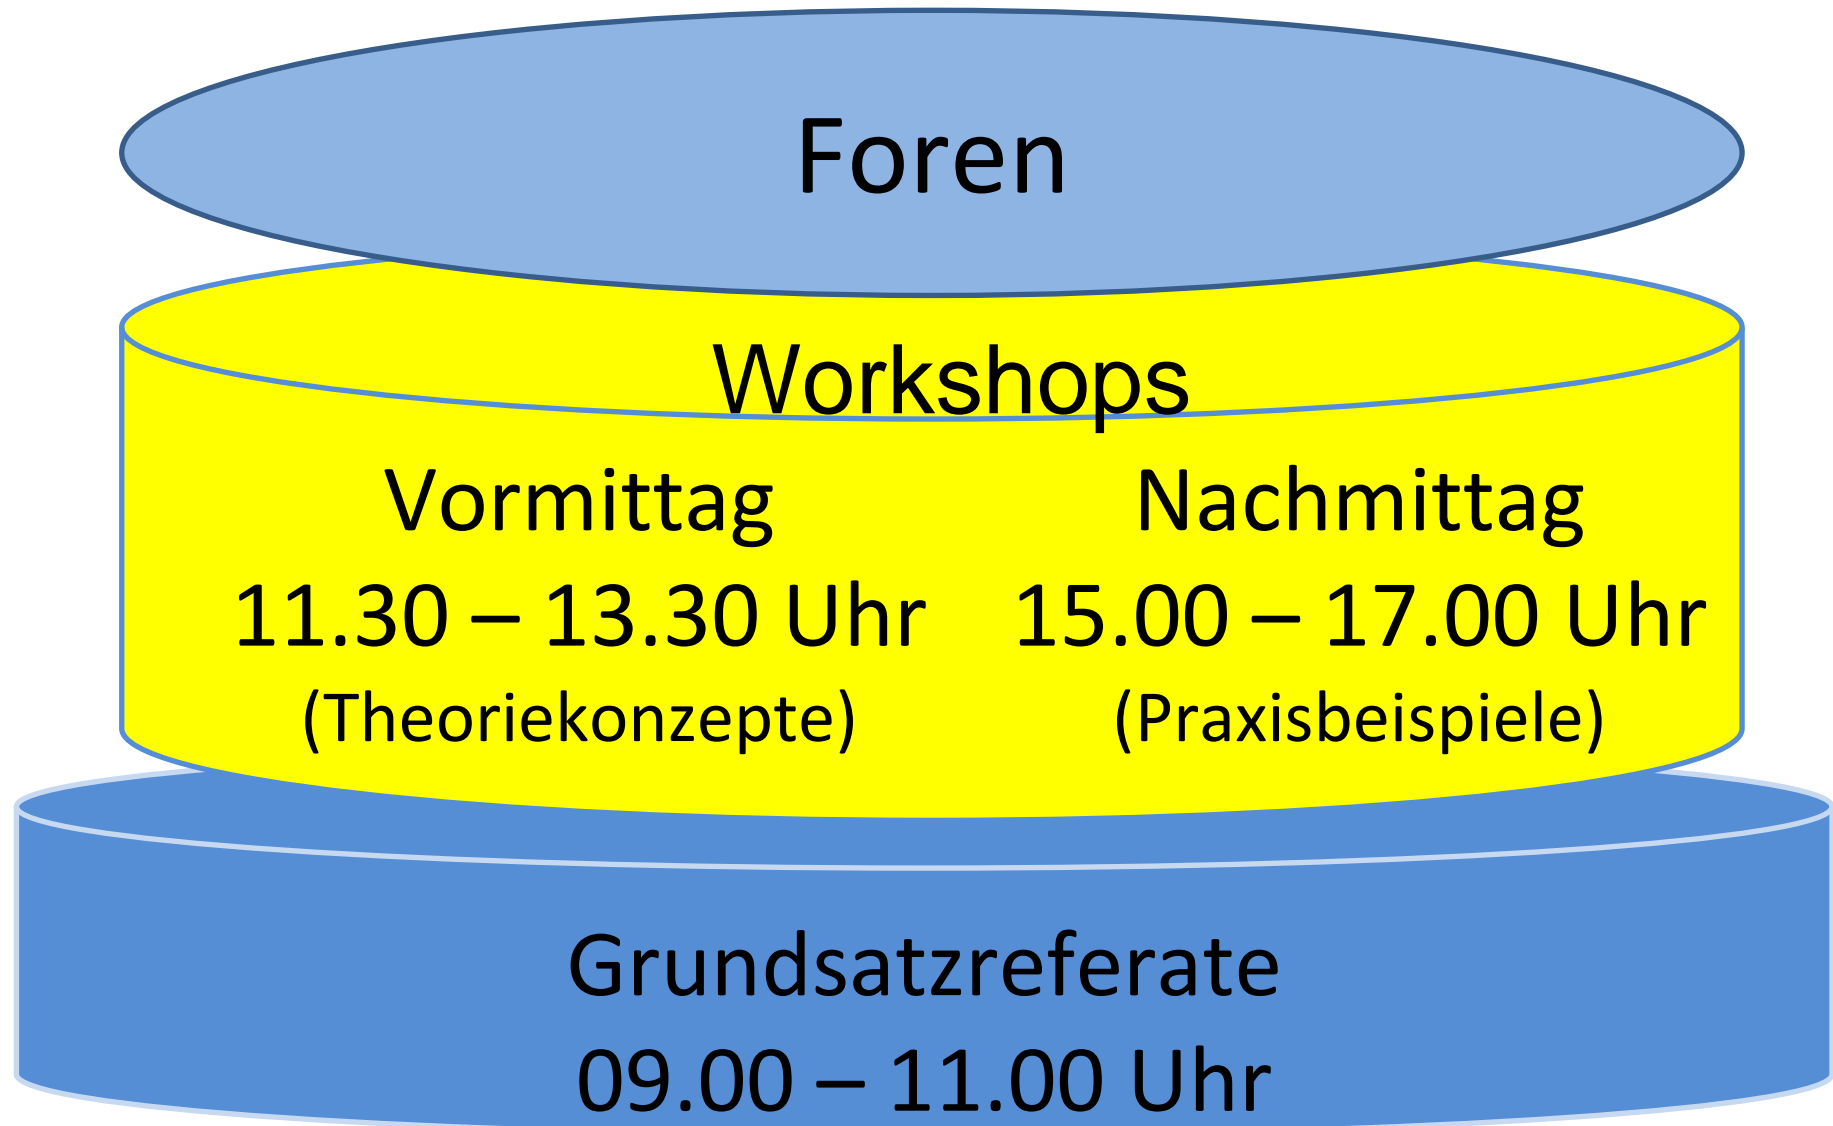 Foren
Workshops
Vormittag
11.30 – 13.30 Uhr
(Theoriekonzepte)
Nachmittag
15.00 – 17.00 Uhr
(Praxisbeispiele)
Grundsatzreferate
09.00 – 11.00 Uhr